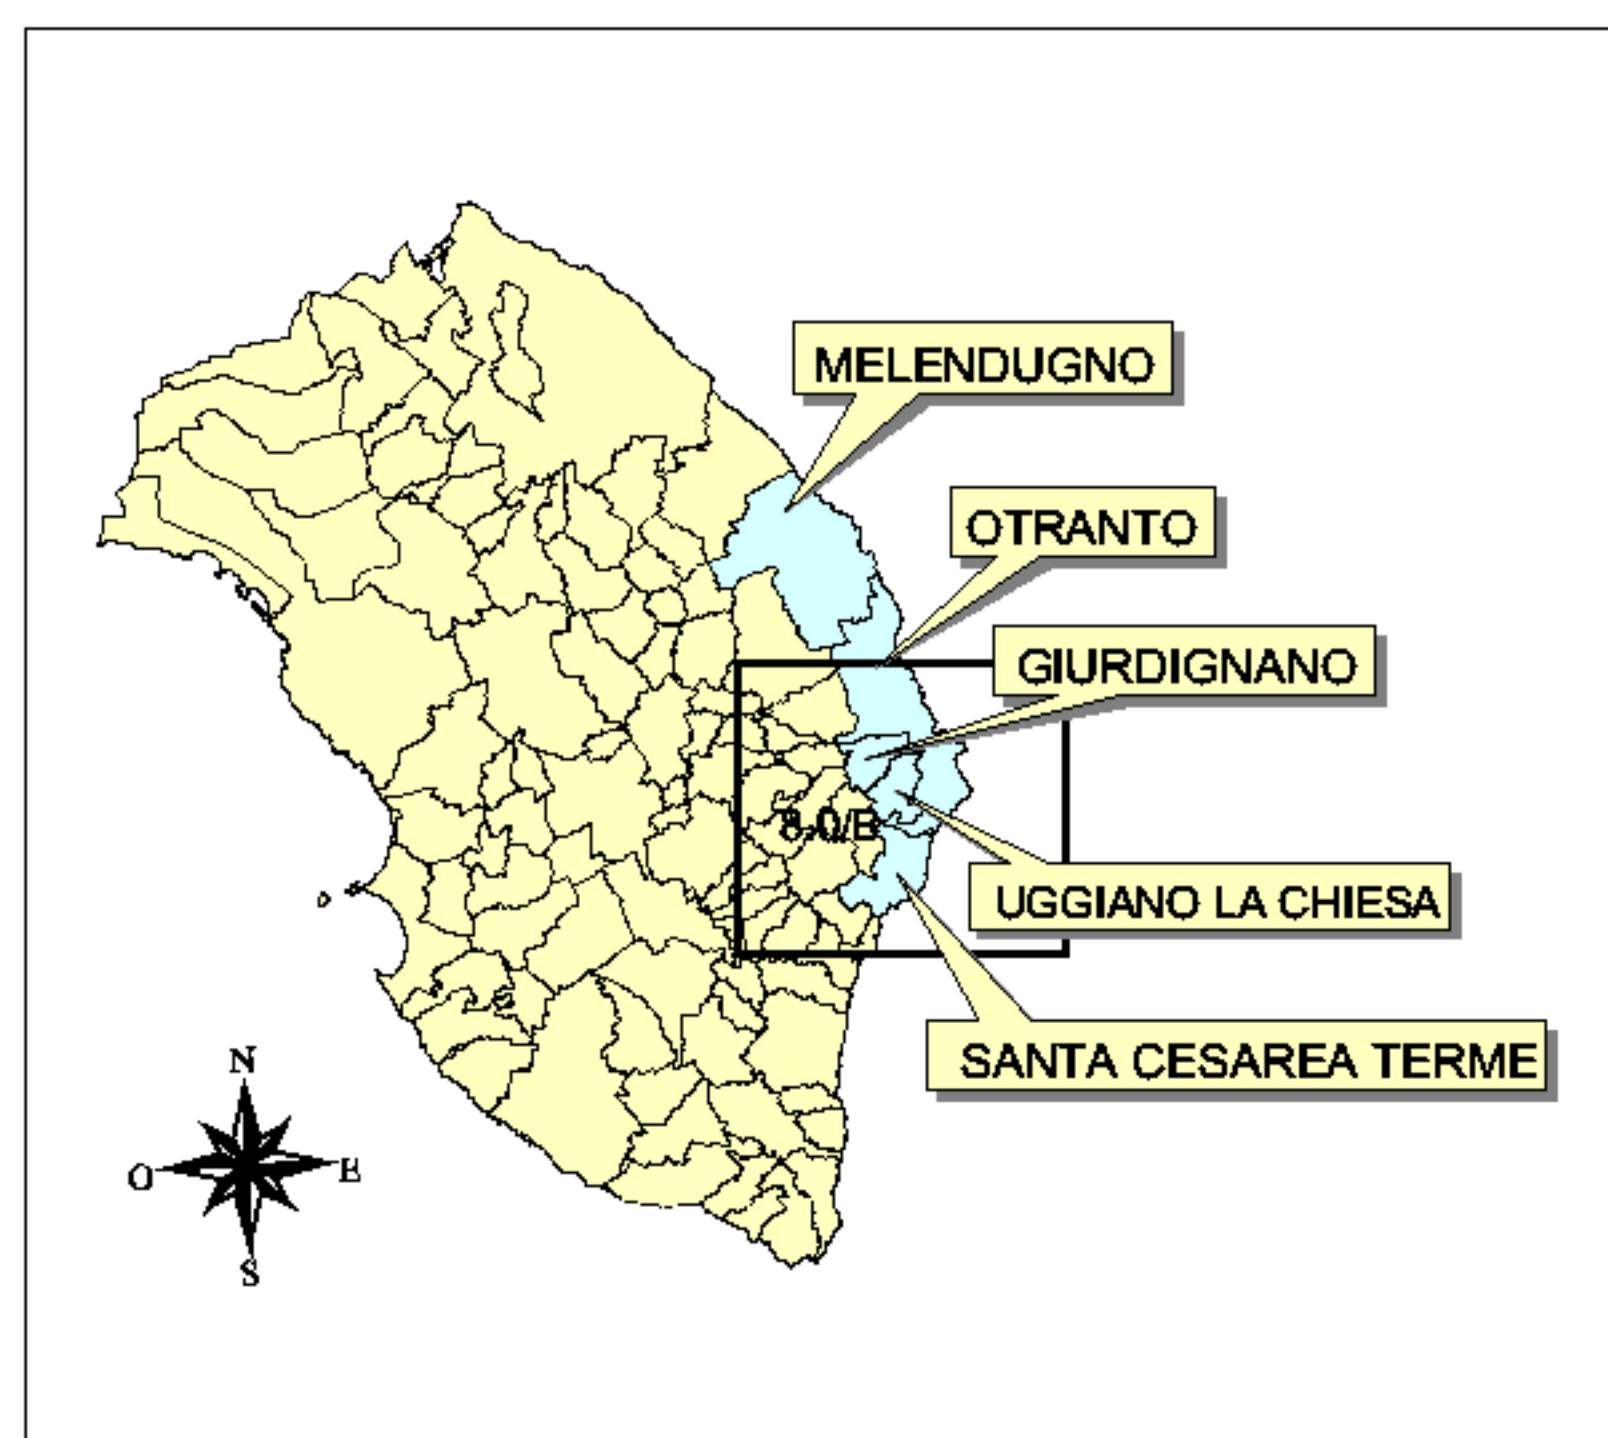 MELENDUGNO
OTRANTO
GIURDIGNANO
8.0/B
UGGIANO LA CHIESA
SANTA CESAREA TERME
N
O
E
S